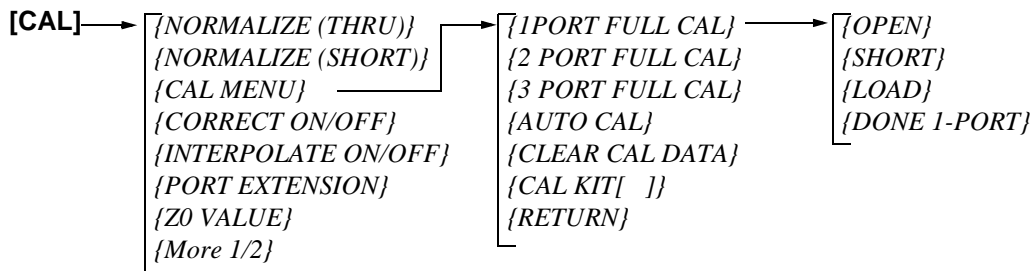 [CAL]
{NORMALIZE (THRU)}
{NORMALIZE (SHORT)}
{CAL MENU}
{CORRECT ON/OFF}
{INTERPOLATE ON/OFF}
{PORT EXTENSION}
{Z0 VALUE}
{More 1/2}
{1PORT FULL CAL}
{2 PORT FULL CAL}
{3 PORT FULL CAL}
{AUTO CAL}
{CLEAR CAL DATA}
{CAL KIT[   ]}
{RETURN}
{OPEN}
{SHORT}
{LOAD}
{DONE 1-PORT}